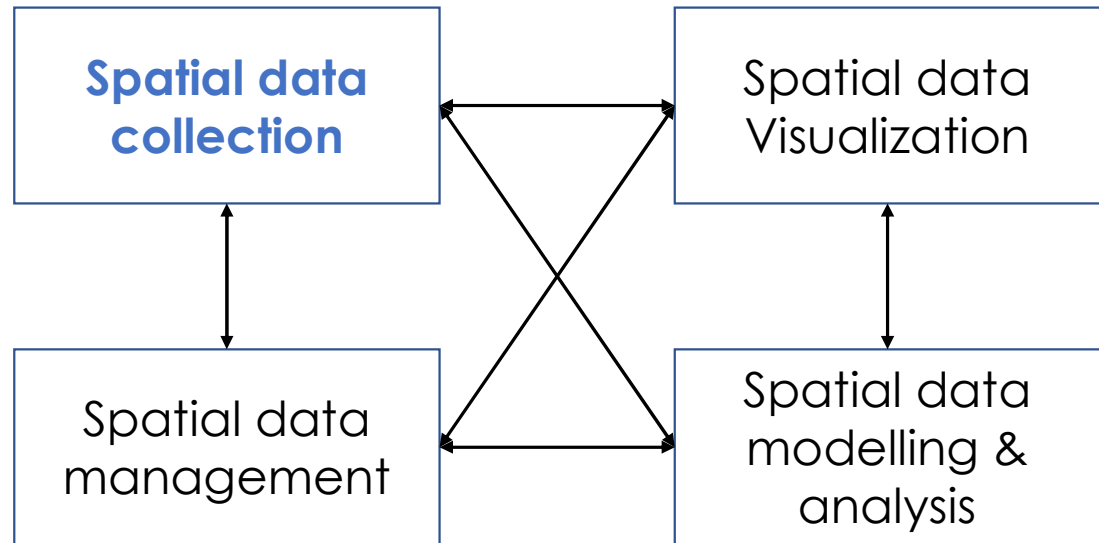 Spatial data
collection
Spatial data
Visualization
Spatial data
management
Spatial data
modelling &
analysis